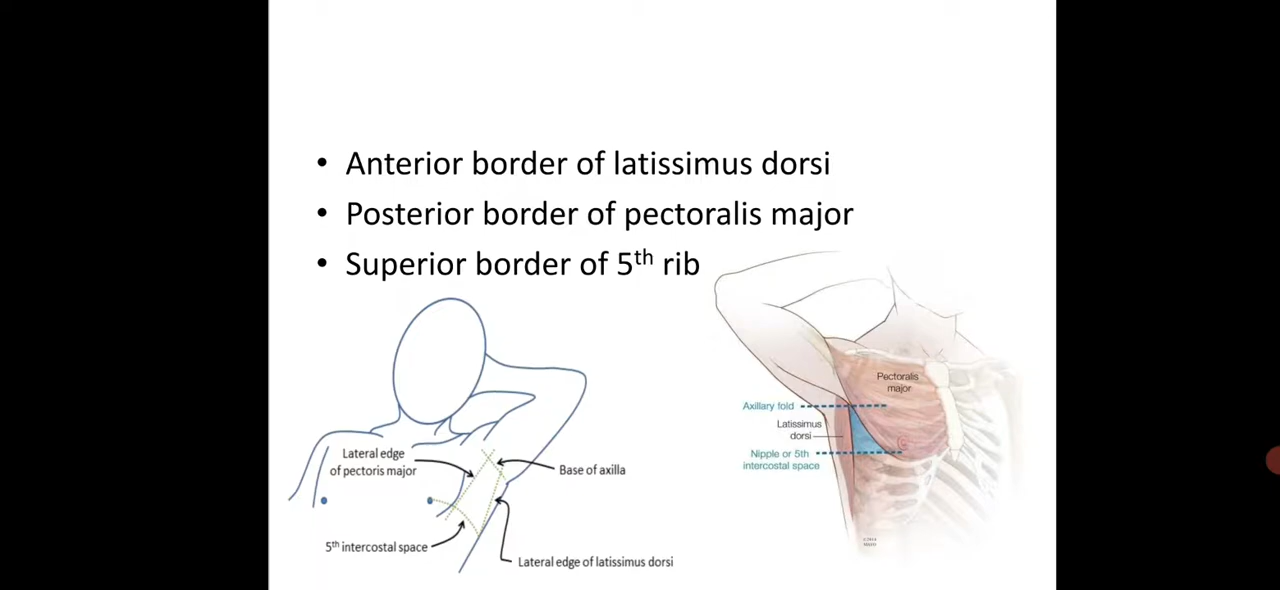 • Anterior border of latissimus dorsi
• Posterior border of pectoralis major
• Superior border of 5th rib
Lateral edge
of pectoris major
Base of axilla
5th intercostal space
Lateral edge of latissimus dorsi
Pectoralis
major
Axillary fold
Latissimus
dorsi
Nipple or 5th
intercostal space